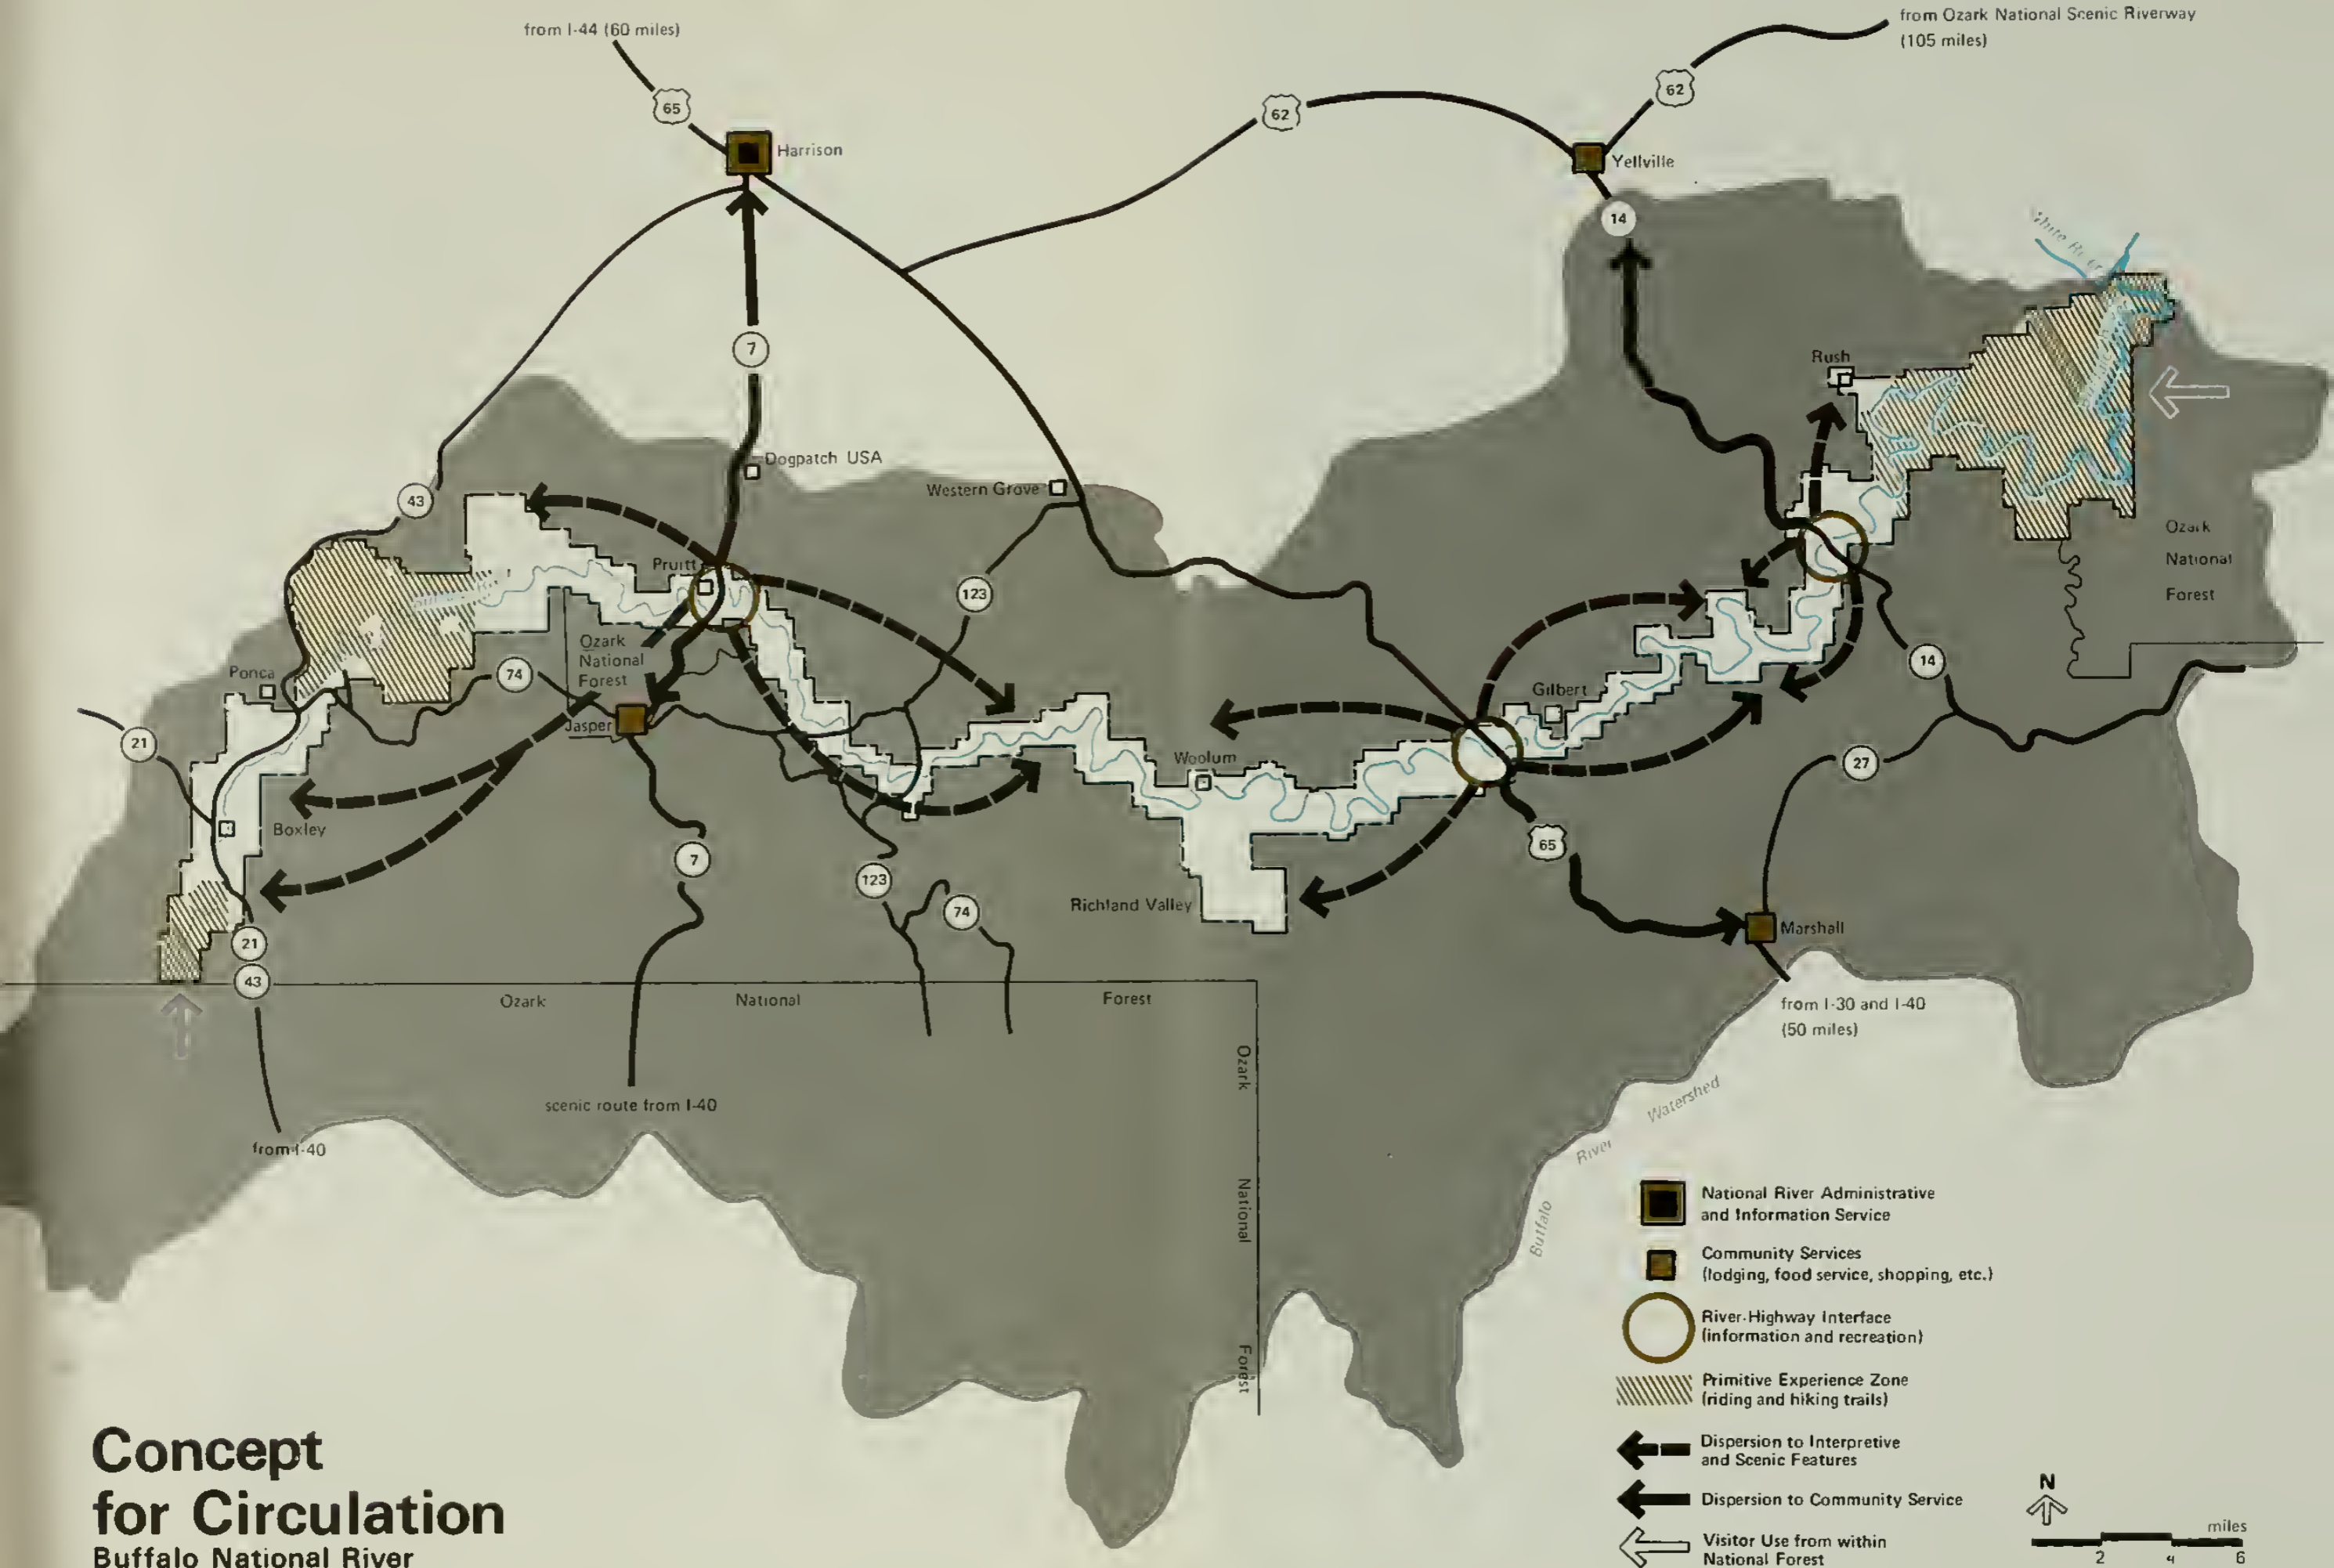 from I-44 (60 miles)
from Ozark National Scenic Riverway
(105 miles)
65
62
62
Harrison
Yellville
14
White River
7
Rush
Dogpatch USA
43
Western Grove
Ozark
National
Forest
Pruitt
123
Ozark
National
Forest
Ponca
74
14
Gilbert
Jasper
21
Woolum
27
Boxley
7
65
123
74
Richland Valley
Marshall
21
43
Ozark National Forest
from I-30 and I-40
(50 miles)
Ozark National Forest
scenic route from I-40
from I-40
Buffalo River Watershed
National River Administrative
and Information Service
Community Services
(lodging, food service, shopping, etc.)
River-Highway Interface
(information and recreation)
Primitive Experience Zone
(riding and hiking trails)
Dispersion to Interpretive
and Scenic Features
Dispersion to Community Service
Visitor Use from within
National Forest
N
miles
2 4 6
Concept
for Circulation
Buffalo National River